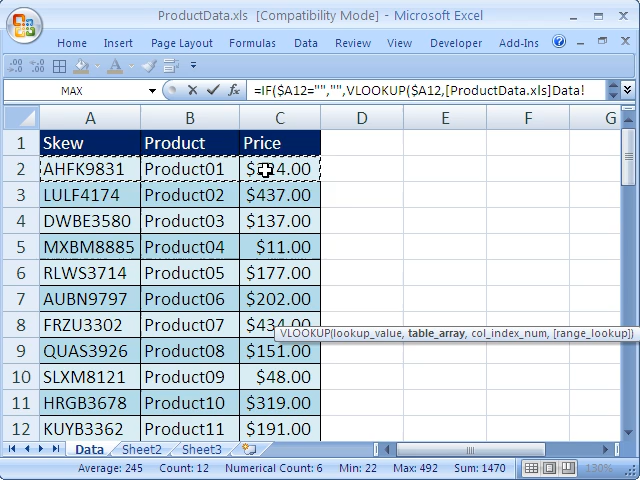 ProductData.xls [Compatibility Mode] - Microsoft Excel
Home Insert Page Layout Formulas Data Review View Developer Add-Ins
MAX =IF($A12="","",VLOOKUP($A12,[ProductData.xls]Data!
A B C D E F G
1 Skew Product Price
2 AHFK9831 Product01
3 LULF4174 Product02 $437.00
4 DWBE3580 Product03 $137.00
5 MXBM8885 Product04 $11.00
6 RLWS3714 Product05 $177.00
7 AUBN9797 Product06 $202.00
8 FRZU3302 Product07 $434.00
VLOOKUP(lookup_value, table_array, col_index_num, [range_lookup])
9 QUAS3926 Product08 $151.00
10 SLXM8121 Product09 $48.00
11 HRGB3678 Product10 $319.00
12 KUYB3362 Product11 $191.00
Data Sheet2 Sheet3
Average: 245 Count: 12 Numerical Count: 6 Min: 22 Max: 492 Sum: 1470 130%